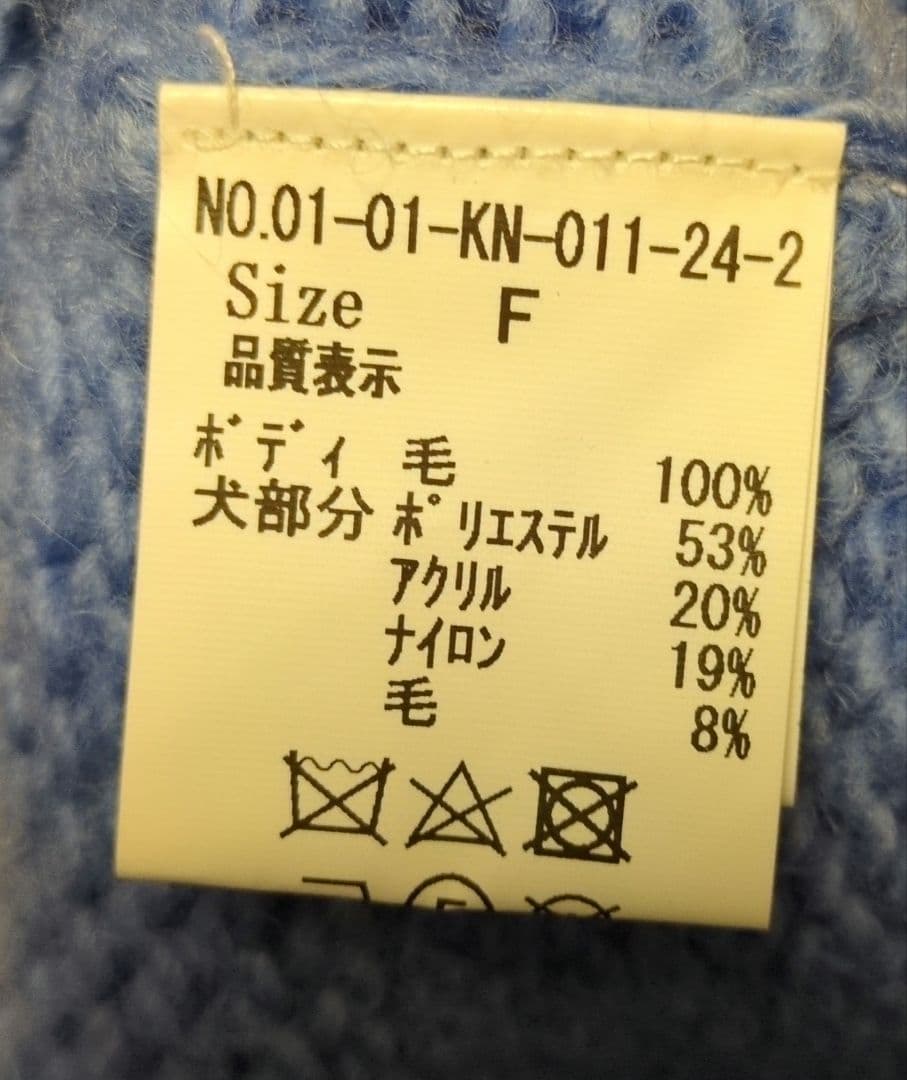 NO.01-01-KN-011-24-2
Size F
品質表示
ボディ 毛 100%
犬部分 ポリエステル 53%
アクリル 20%
ナイロン 19%
毛 8%